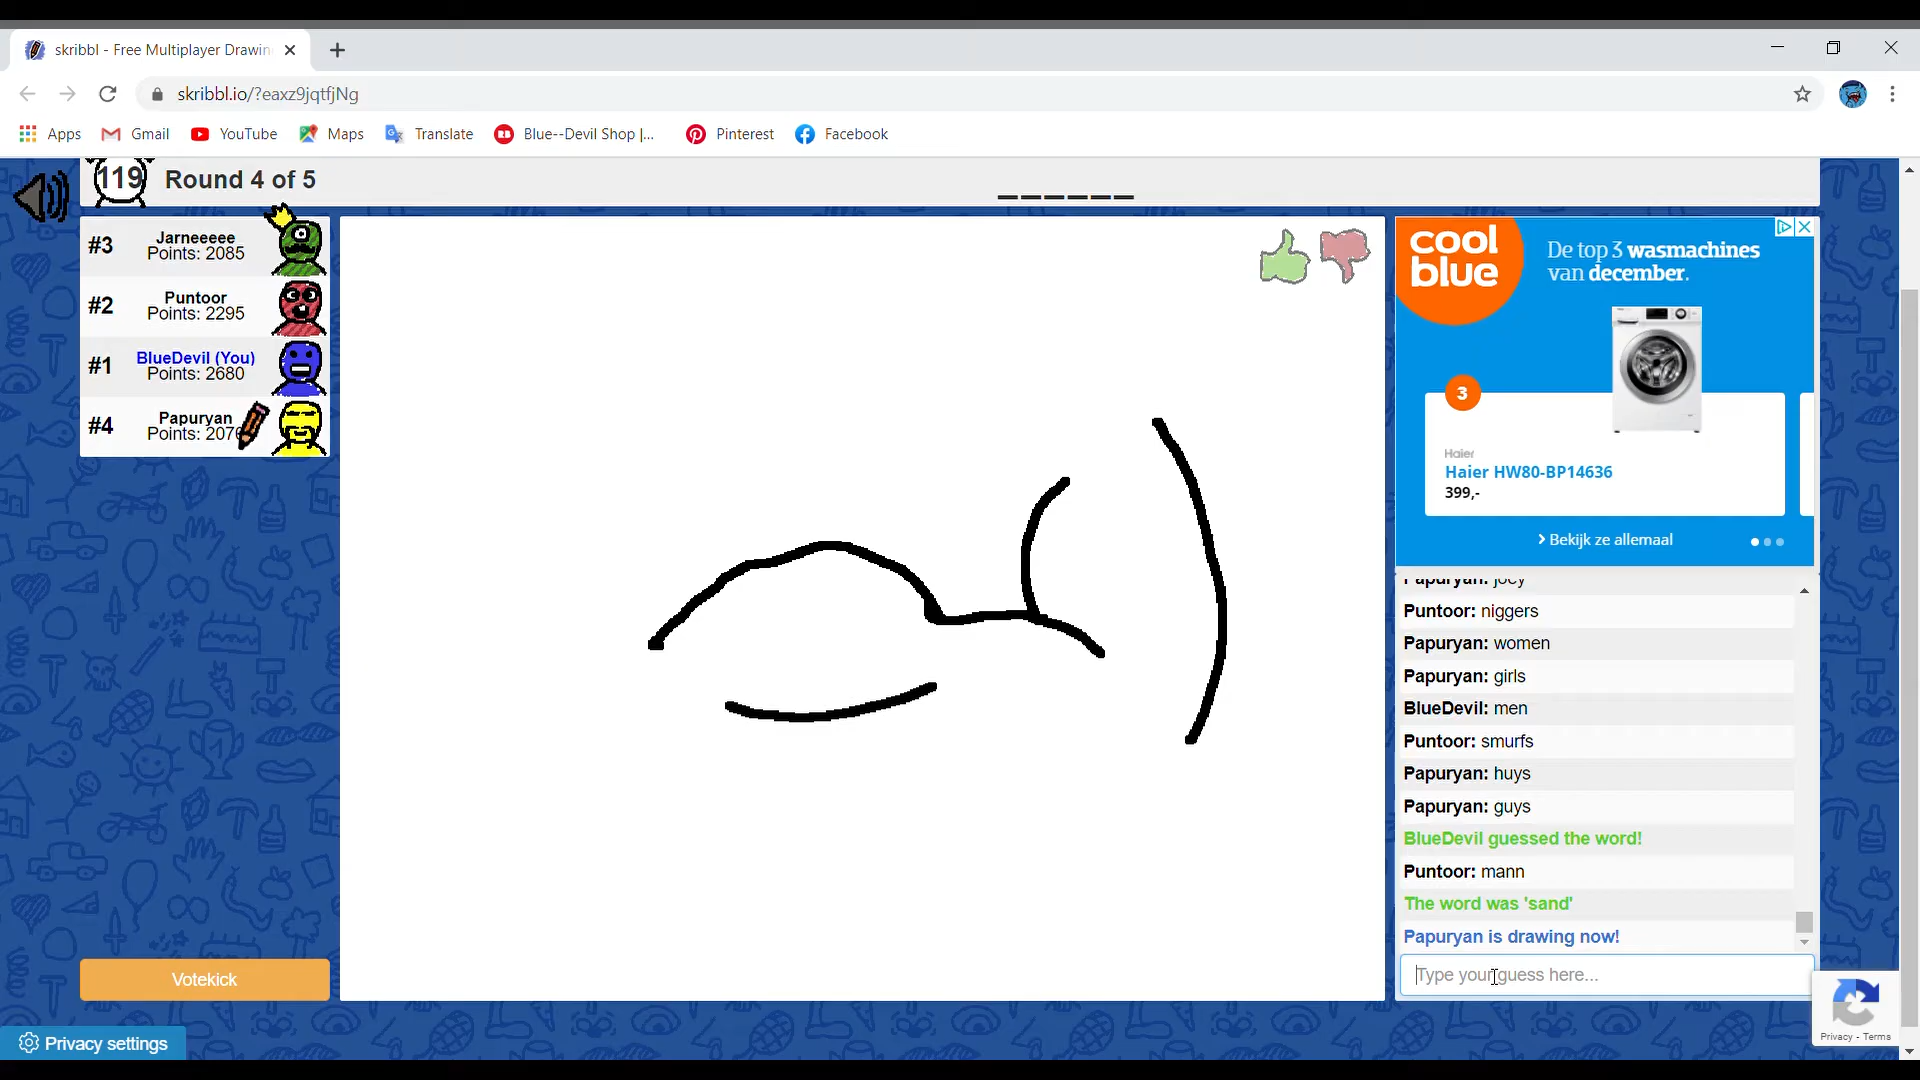 skribbl - Free Multiplayer Drawin
skribbl.io/?eaxz9jqtfjNg
Apps
Gmail
YouTube
Maps
Translate
Blue--Devil Shop |...
Pinterest
Facebook
119
Round 4 of 5
_ _ _ _ _ _
#3
Jarneeeee
Points: 2085
#2
Puntoor
Points: 2295
#1
BlueDevil (You)
Points: 2680
#4
Papuryan
Points: 2076
Votekick
Privacy settings
cool
blue
De top 3 wasmachines
van december.
3
Haier
Haier HW80-BP14636
399,-
Bekijk ze allemaal
Papuryan: joey
Puntoor: niggers
Papuryan: women
Papuryan: girls
BlueDevil: men
Puntoor: smurfs
Papuryan: huys
Papuryan: guys
BlueDevil guessed the word!
Puntoor: mann
The word was 'sand'
Papuryan is drawing now!
Type your guess here...
Privacy - Terms